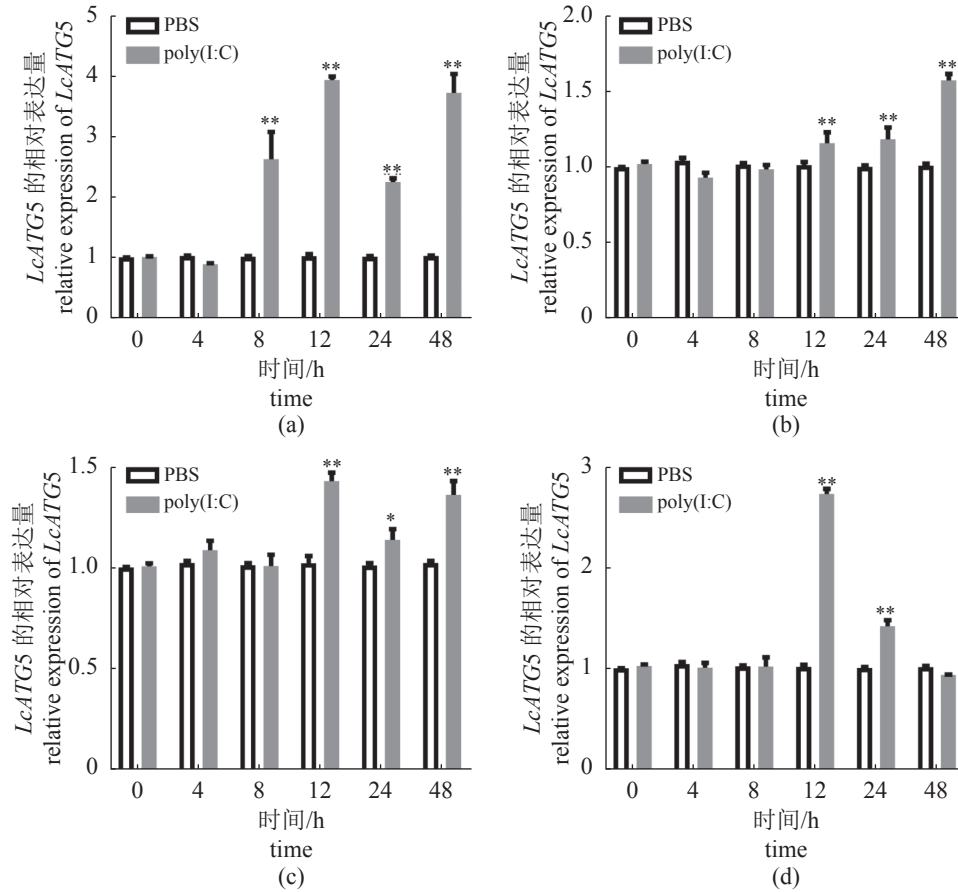 LcATG5 的相对表达量
relative expression of LcATG5
5
4
3
2
1
0
PBS
poly(I:C)
**
**
**
**
0 4 8 12 24 48
时间/h
time
(a)
LcATG5 的相对表达量
relative expression of LcATG5
2.0
1.5
1.0
0.5
0
PBS
poly(I:C)
**
**
**
0 4 8 12 24 48
时间/h
time
(b)
LcATG5 的相对表达量
relative expression of LcATG5
1.5
1.0
0.5
0
PBS
poly(I:C)
**
*
**
0 4 8 12 24 48
时间/h
time
(c)
LcATG5 的相对表达量
relative expression of LcATG5
3
2
1
0
PBS
poly(I:C)
**
**
0 4 8 12 24 48
时间/h
time
(d)